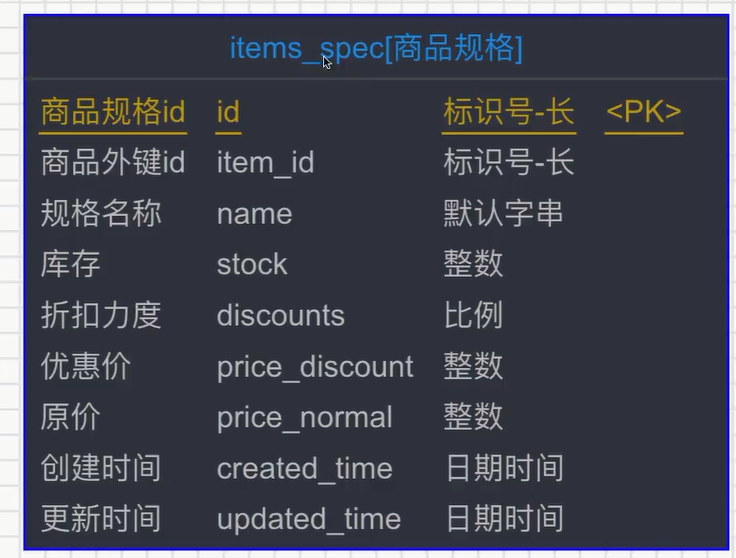 items_spec[商品规格]
商品规格id id 标识号-长 <PK>
商品外键id item_id 标识号-长
规格名称 name 默认字串
库存 stock 整数
折扣力度 discounts 比例
优惠价 price_discount 整数
原价 price_normal 整数
创建时间 created_time 日期时间
更新时间 updated_time 日期时间